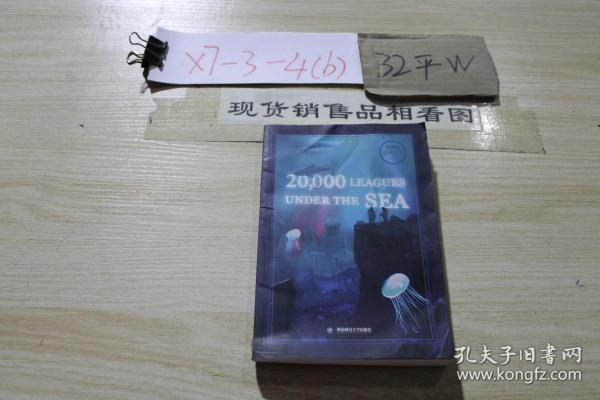 X7-3-4(b)
32平W
现货销售品相看图
20,000 LEAGUES
UNDER THE SEA
孔夫子旧书网
www.kongfz.com